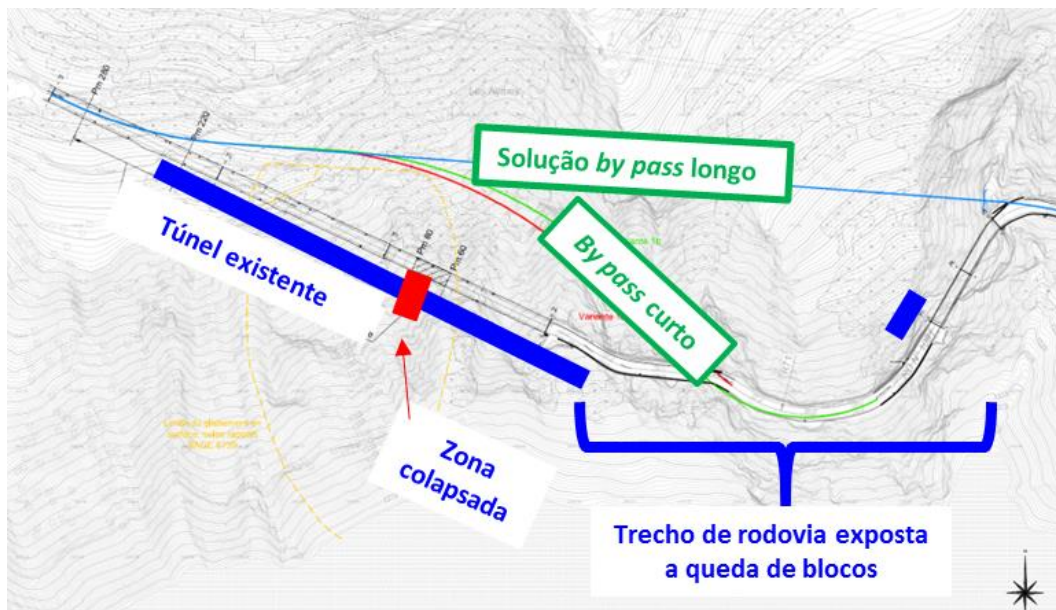 Pm 280
Pm 220
Solução by pass longo
Túnel existente
Pm 80
Pm 60
By pass curto
Zona
colapsada
Trecho de rodovia exposta
a queda de blocos